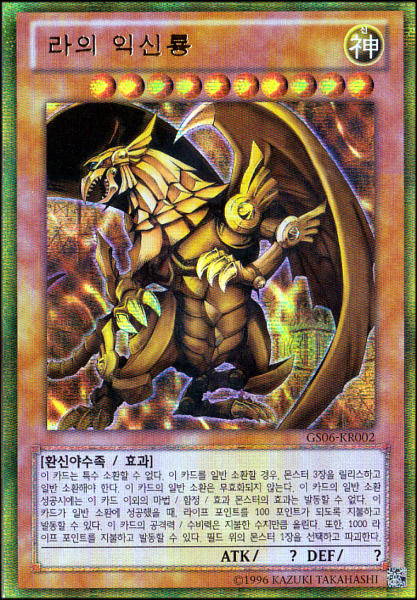 라의 익신룡
신
神
GS06-KR002
[환신야수족 / 효과]
이 카드는 특수 소환할 수 없다. 이 카드를 일반 소환할 경우, 몬스터 3장을 릴리스하고
일반 소환해야 한다. 이 카드의 일반 소환은 무효화되지 않는다. 이 카드의 일반 소환
성공시에는 이 카드 이외의 마법 / 함정 / 효과 몬스터의 효과는 발동할 수 없다. 이
카드가 일반 소환에 성공했을 때, 라이프 포인트를 100 포인트가 되도록 지불하고
발동할 수 있다. 이 카드의 공격력 / 수비력은 지불한 수치만큼 올린다. 또한, 1000 라
이프 포인트를 지불하고 발동할 수 있다. 필드 위의 몬스터 1장을 선택하고 파괴한다.
ATK/ ? DEF/ ?
©1996 KAZUKI TAKAHASHI